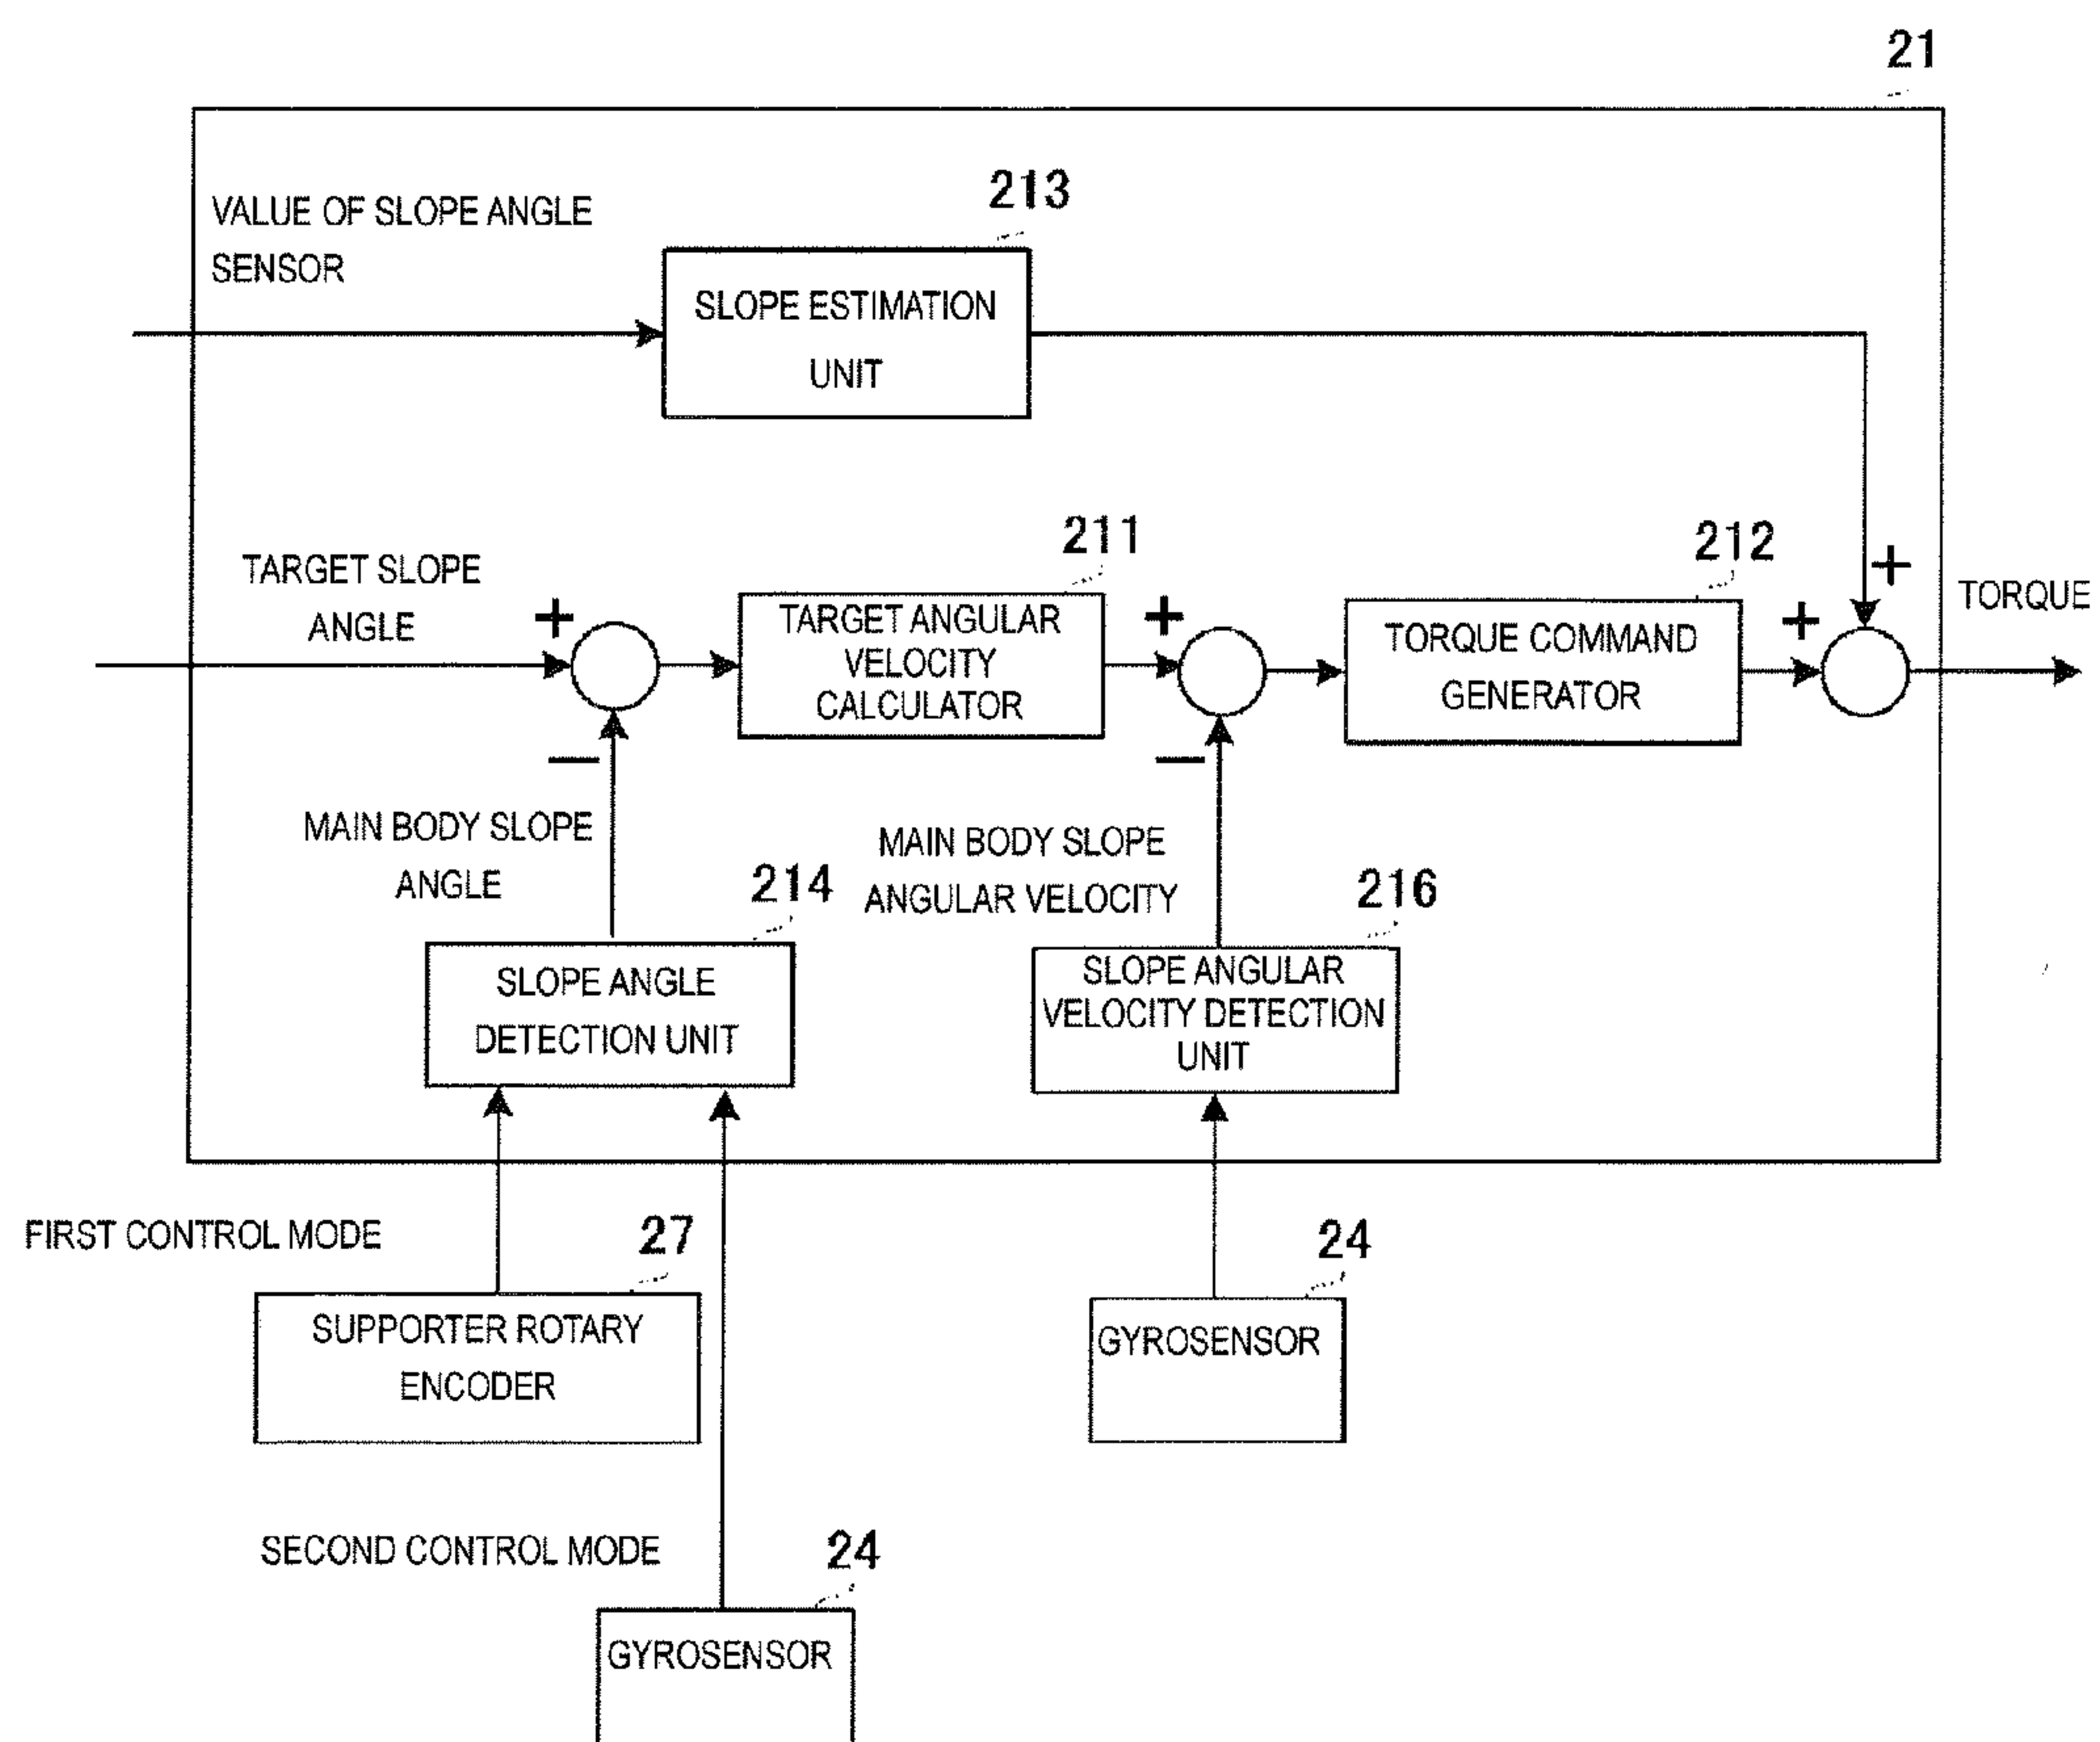 21
213
VALUE OF SLOPE ANGLE
SENSOR
SLOPE ESTIMATION
UNIT
211
212
TARGET SLOPE
ANGLE
+
TARGET ANGULAR
VELOCITY
CALCULATOR
+
TORQUE COMMAND
GENERATOR
+
+
TORQUE
−
−
MAIN BODY SLOPE
ANGLE
214
MAIN BODY SLOPE
ANGULAR VELOCITY
216
SLOPE ANGLE
DETECTION UNIT
SLOPE ANGULAR
VELOCITY DETECTION
UNIT
FIRST CONTROL MODE
27
24
SUPPORTER ROTARY
ENCODER
GYROSENSOR
SECOND CONTROL MODE
24
GYROSENSOR